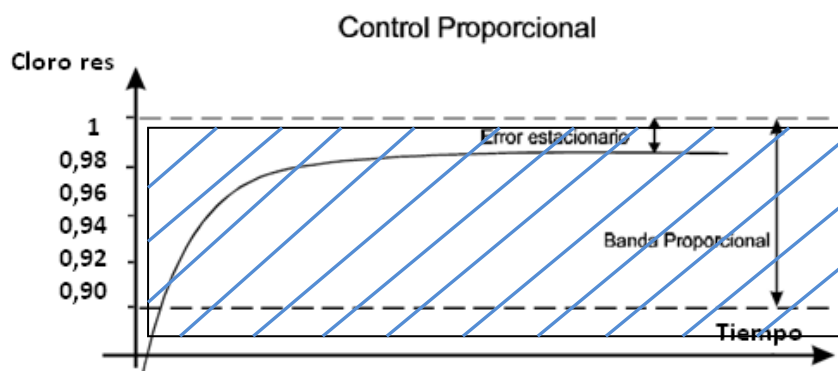 Control Proporcional
Cloro res
1
Error estacionario
0,98
0,96
0,94
Banda Proporcional
0,92
0,90
Tiempo